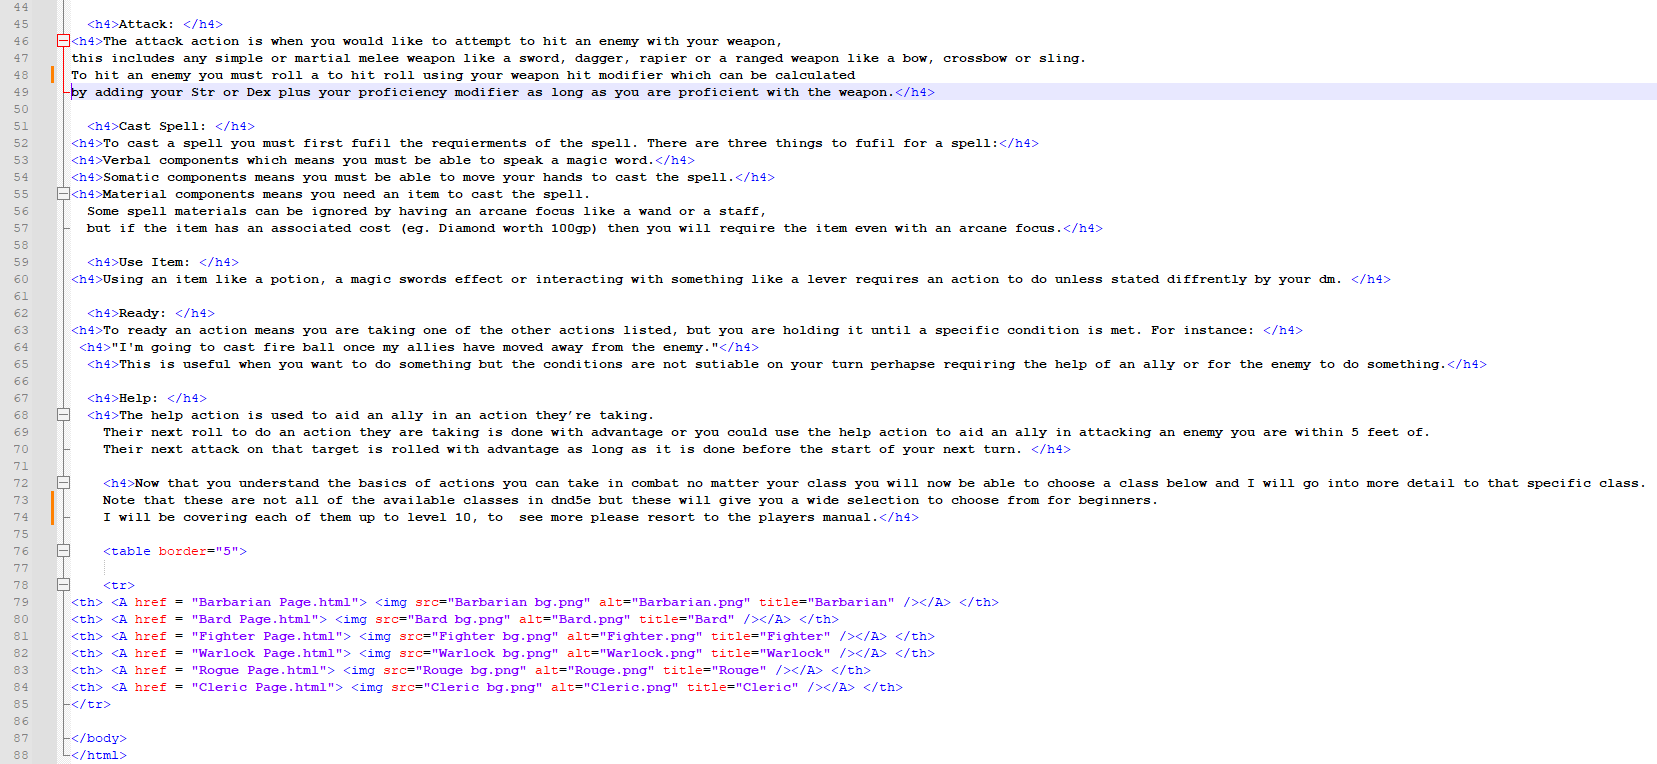 44
45 <h4>Attack: </h4>
46 <h4>The attack action is when you would like to attempt to hit an enemy with your weapon,
47 this includes any simple or martial melee weapon like a sword, dagger, rapier or a ranged weapon like a bow, crossbow or sling.
48 To hit an enemy you must roll a to hit roll using your weapon hit modifier which can be calculated
49 by adding your Str or Dex plus your proficiency modifier as long as you are proficient with the weapon.</h4>
50
51 <h4>Cast Spell: </h4>
52 <h4>To cast a spell you must first fufil the requierments of the spell. There are three things to fufil for a spell:</h4>
53 <h4>Verbal components which means you must be able to speak a magic word.</h4>
54 <h4>Somatic components means you must be able to move your hands to cast the spell.</h4>
55 <h4>Material components means you need an item to cast the spell.
56 Some spell materials can be ignored by having an arcane focus like a wand or a staff,
57 but if the item has an associated cost (eg. Diamond worth 100gp) then you will require the item even with an arcane focus.</h4>
58
59 <h4>Use Item: </h4>
60 <h4>Using an item like a potion, a magic swords effect or interacting with something like a lever requires an action to do unless stated diffrently by your dm. </h4>
61
62 <h4>Ready: </h4>
63 <h4>To ready an action means you are taking one of the other actions listed, but you are holding it until a specific condition is met. For instance: </h4>
64 <h4>"I'm going to cast fire ball once my allies have moved away from the enemy."</h4>
65 <h4>This is useful when you want to do something but the conditions are not sutiable on your turn perhapse requiring the help of an ally or for the enemy to do something.</h4>
66
67 <h4>Help: </h4>
68 <h4>The help action is used to aid an ally in an action they’re taking.
69 Their next roll to do an action they are taking is done with advantage or you could use the help action to aid an ally in attacking an enemy you are within 5 feet of.
70 Their next attack on that target is rolled with advantage as long as it is done before the start of your next turn. </h4>
71
72 <h4>Now that you understand the basics of actions you can take in combat no matter your class you will now be able to choose a class below and I will go into more detail to that specific class.
73 Note that these are not all of the available classes in dnd5e but these will give you a wide selection to choose from for beginners.
74 I will be covering each of them up to level 10, to  see more please resort to the players manual.</h4>
75
76 <table border="5">
77
78 <tr>
79 <th> <A href = "Barbarian Page.html"> <img src="Barbarian bg.png" alt="Barbarian.png" title="Barbarian" /></A> </th>
80 <th> <A href = "Bard Page.html"> <img src="Bard bg.png" alt="Bard.png" title="Bard" /></A> </th>
81 <th> <A href = "Fighter Page.html"> <img src="Fighter bg.png" alt="Fighter.png" title="Fighter" /></A> </th>
82 <th> <A href = "Warlock Page.html"> <img src="Warlock bg.png" alt="Warlock.png" title="Warlock" /></A> </th>
83 <th> <A href = "Rogue Page.html"> <img src="Rouge bg.png" alt="Rouge.png" title="Rouge" /></A> </th>
84 <th> <A href = "Cleric Page.html"> <img src="Cleric bg.png" alt="Cleric.png" title="Cleric" /></A> </th>
85 </tr>
86
87 </body>
88 </html>